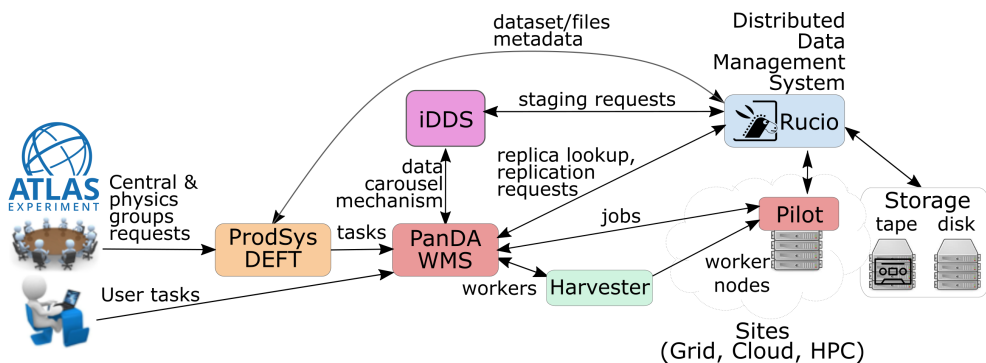 dataset/files
metadata
Distributed
Data
Management
System
iDDS
staging requests
Rucio
ATLAS
EXPERIMENT
Central &
physics
groups
requests
data
carousel
mechanism
replica lookup,
replication
requests
Storage
tape
disk
ProdSys
DEFT
tasks
PanDA
WMS
jobs
Pilot
User tasks
workers
Harvester
worker
nodes
Sites
(Grid, Cloud, HPC)